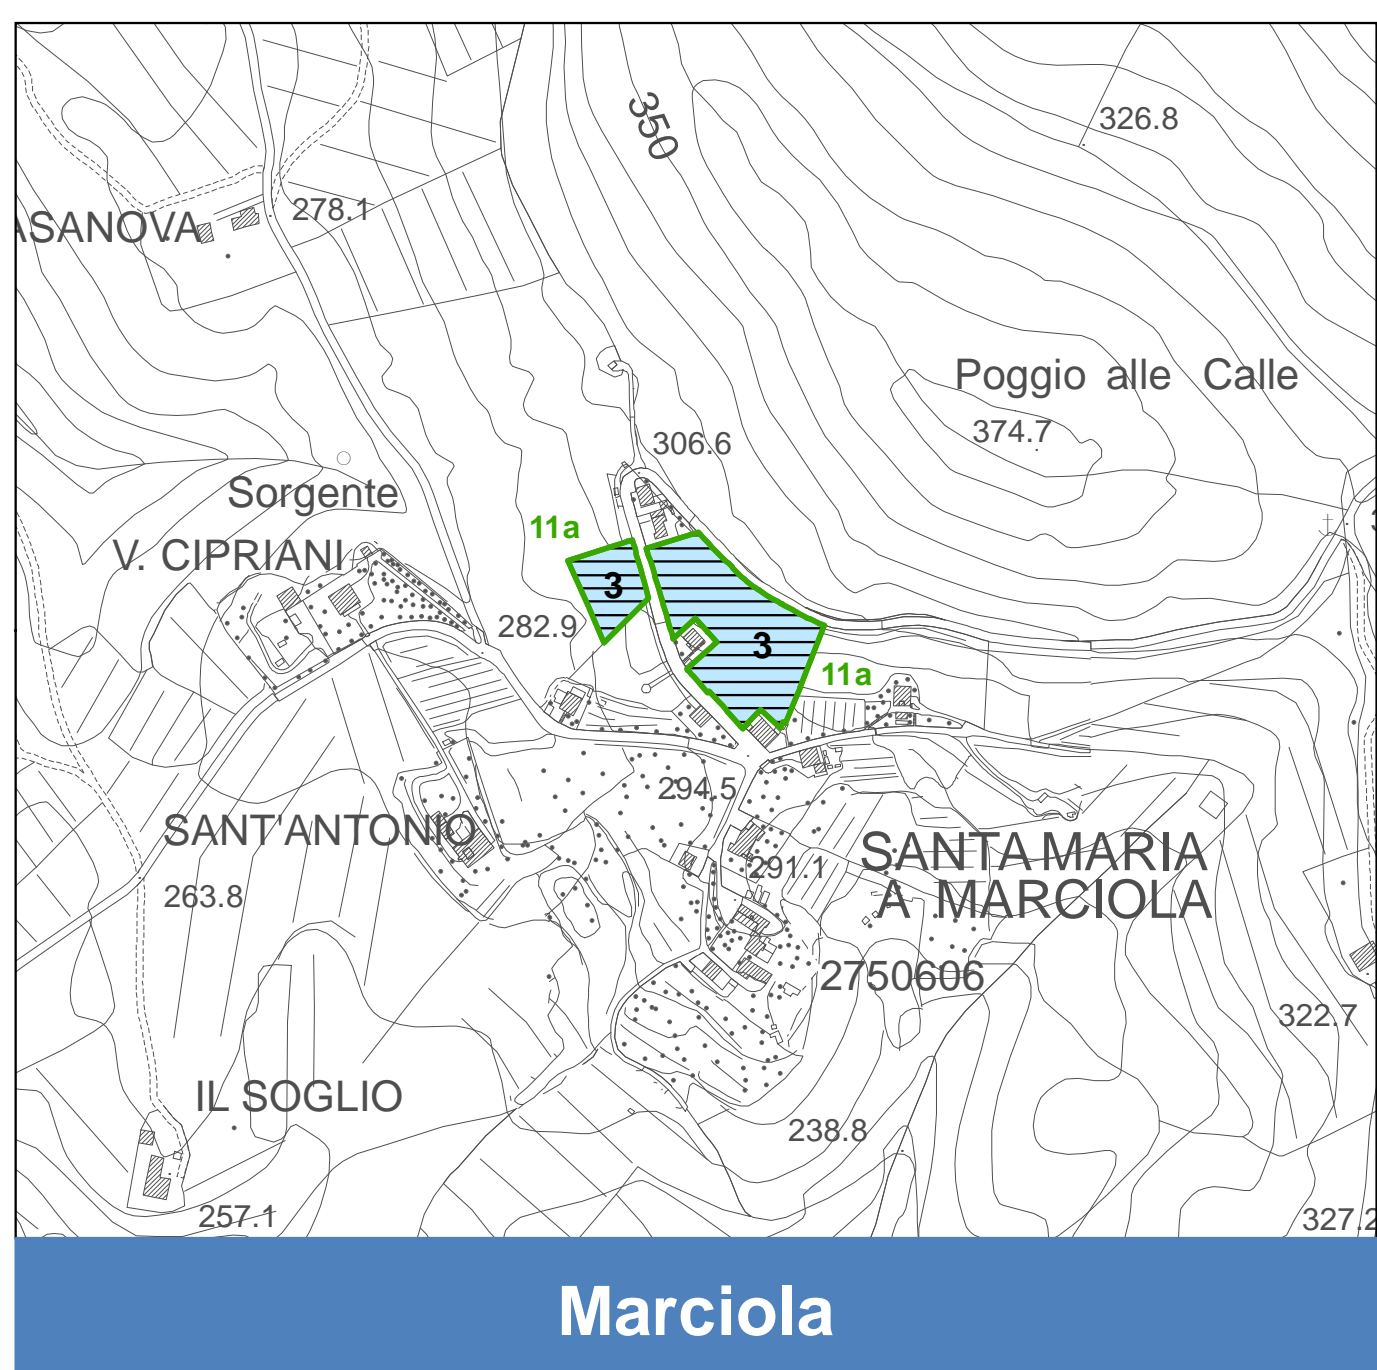 350
326.8
278.1
ASANOVA
Poggio alle Calle
374.7
306.6
Sorgente
11a
V. CIPRIANI
3
282.9
3
11a
294.5
SANT'ANTONIO
291.1
SANTA MARIA
A MARCIOLA
263.8
2750606
322.7
IL SOGLIO
238.8
257.1
327.2
Marciola